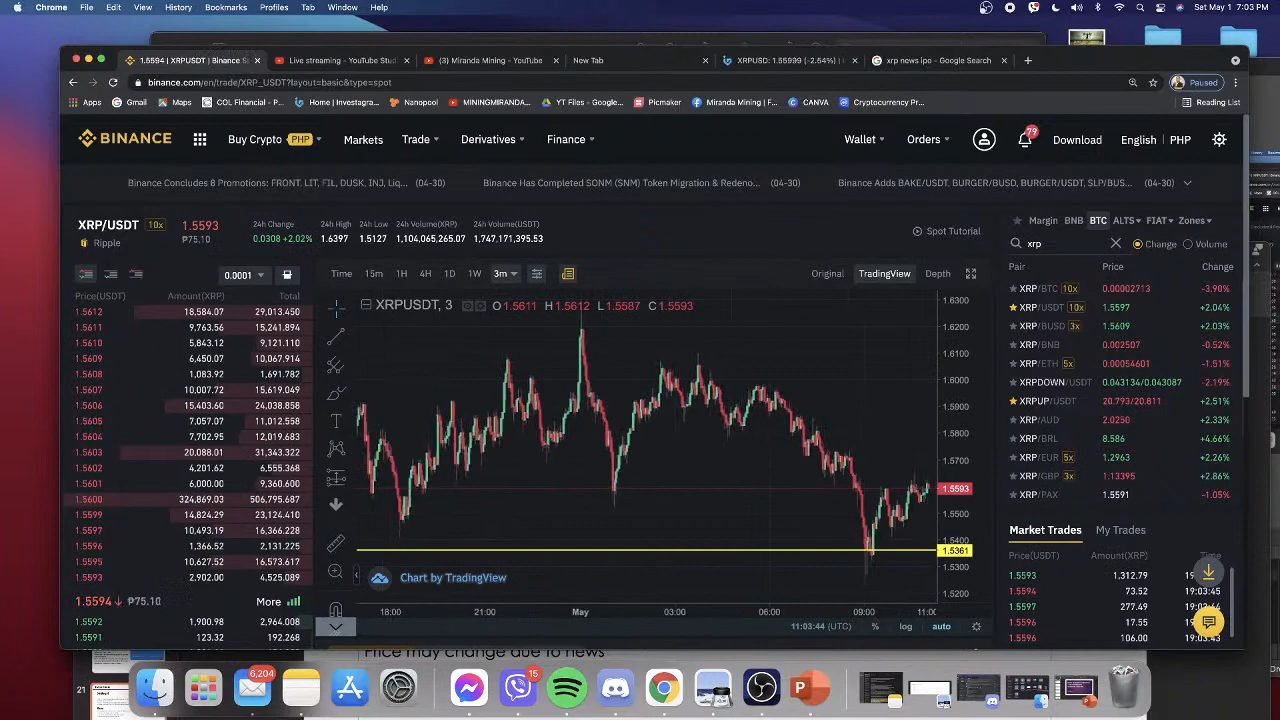 Chrome File Edit View History Bookmarks Profiles Tab Window Help Sat May 1 7:03 PM
1.5594 | XRPUSDT | Binance S Live streaming - YouTube Stu (3) Miranda Mining - YouTube New Tab XRPUSD: 1.55999 (−2.64%) xrp news ipo - Google Search
binance.com/en/trade/XRP_USDT?layout=basic&type=spot Paused
Apps Gmail Maps COL Financial - P... Home | Investagra... Nanopool MININGMIRANDA... YT Files - Google... Picmaker Miranda Mining | F... CANVA Cryptocurrency Pr... Reading List
BINANCE Buy Crypto PHP Markets Trade Derivatives Finance Wallet Orders 79 Download English PHP
Binance Concludes 8 Promotions: FRONT, LIT, FIL, DUSK, INJ, Liq... (04-30) Binance Has Completed SONM (SNM) Token Migration & Redeno... (04-30) Binance Adds BAKE/USDT, BURGER/BUSD, BURGER/USDT, SLP/BUS... (04-30)
XRP/USDT 10x 1.5593 24h Change 24h High 24h Low 24h Volume(XRP) 24h Volume(USDT)
Ripple ₱75.10 0.0308 +2.02% 1.6397 1.5127 1,104,065,265.07 1,747,171,395.53
Spot Tutorial
0.0001
Price(USDT) Amount(XRP) Total
1.5612 18,584.07 29,013.450
1.5611 9,763.56 15,241.894
1.5610 5,843.12 9,121.110
1.5609 6,450.07 10,067.914
1.5608 1,083.92 1,691.782
1.5607 10,007.72 15,619.049
1.5606 15,403.60 24,038.858
1.5605 7,057.07 11,012.558
1.5604 7,702.95 12,019.683
1.5603 20,088.01 31,343.322
1.5602 4,201.62 6,555.368
1.5601 6,000.00 9,360.600
1.5600 324,869.03 506,795.687
1.5599 14,824.29 23,124.410
1.5597 10,493.19 16,366.228
1.5596 1,366.52 2,131.225
1.5595 10,627.52 16,573.617
1.5593 2,902.00 4,525.089
1.5594↓ ₱75.10 More
1.5592 1,900.98 2,964.008
1.5591 123.32 192.268
Time 15m 1H 4H 1D 1W 3m Original TradingView Depth
XRPUSDT, 3 O 1.5611 H 1.5612 L 1.5587 C 1.5593
1.6300
1.6200
1.6100
1.6000
1.5900
1.5800
1.5700
1.5593
1.5500
1.5400
1.5361
1.5300
1.5200
Chart by TradingView
18:00 21:00 May 03:00 06:00 09:00 11:00
11:03:44 (UTC) % log auto
Margin BNB BTC ALTS FIAT Zones
xrp Change Volume
Pair Price Change
XRP/BTC 10x 0.00002713 -3.90%
XRP/USDT 10x 1.5597 +2.04%
XRP/BUSD 3x 1.5609 +2.03%
XRP/BNB 0.002507 -0.52%
XRP/ETH 5x 0.00054601 -1.51%
XRPDOWN/USDT 0.043134/0.043087 -2.19%
XRPUP/USDT 20.793/20.811 +2.51%
XRP/AUD 2.0250 +2.33%
XRP/BRL 8.586 +4.66%
XRP/EUR 5x 1.2963 +2.26%
XRP/GBP 3x 1.13395 +2.86%
XRP/PAX 1.5591 -1.05%
Market Trades My Trades
Price(USDT) Amount(XRP) Time
1.5593 1,312.79
1.5594 73.52 19:03:45
1.5597 277.49
1.5596 17.55
1.5596 106.00 19:03:43
Price may change due to news
21
6,204
15